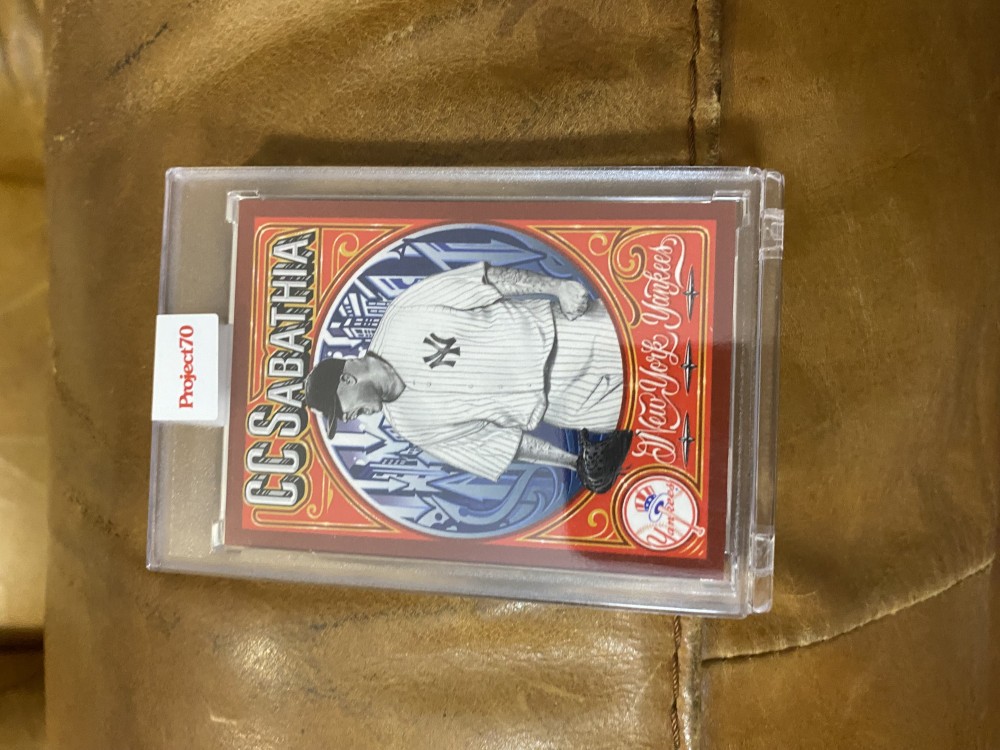 Project70
CC SABATHIA
NY
New York Yankees
Yankees